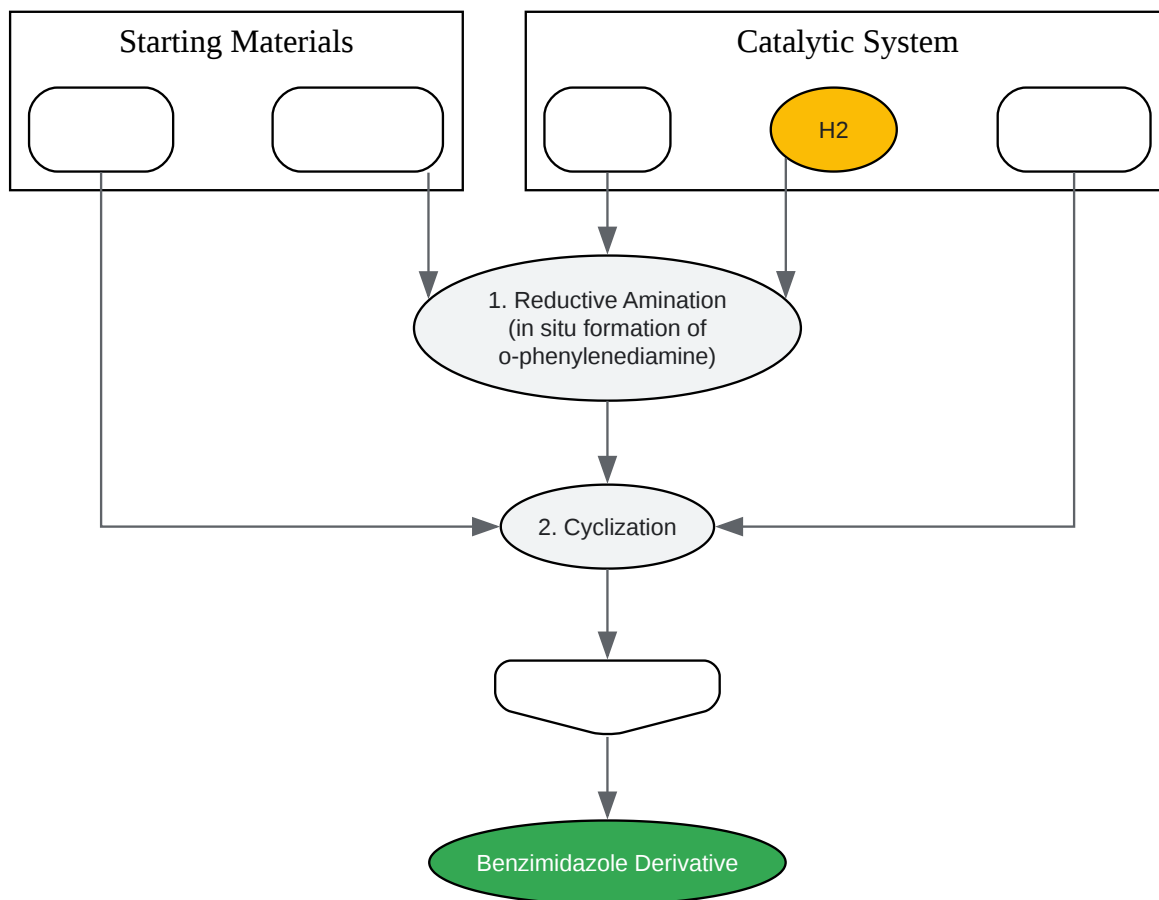 Starting Materials
Catalytic System
H2
1. Reductive Amination
(in situ formation of
o-phenylenediamine)
2. Cyclization
Benzimidazole Derivative